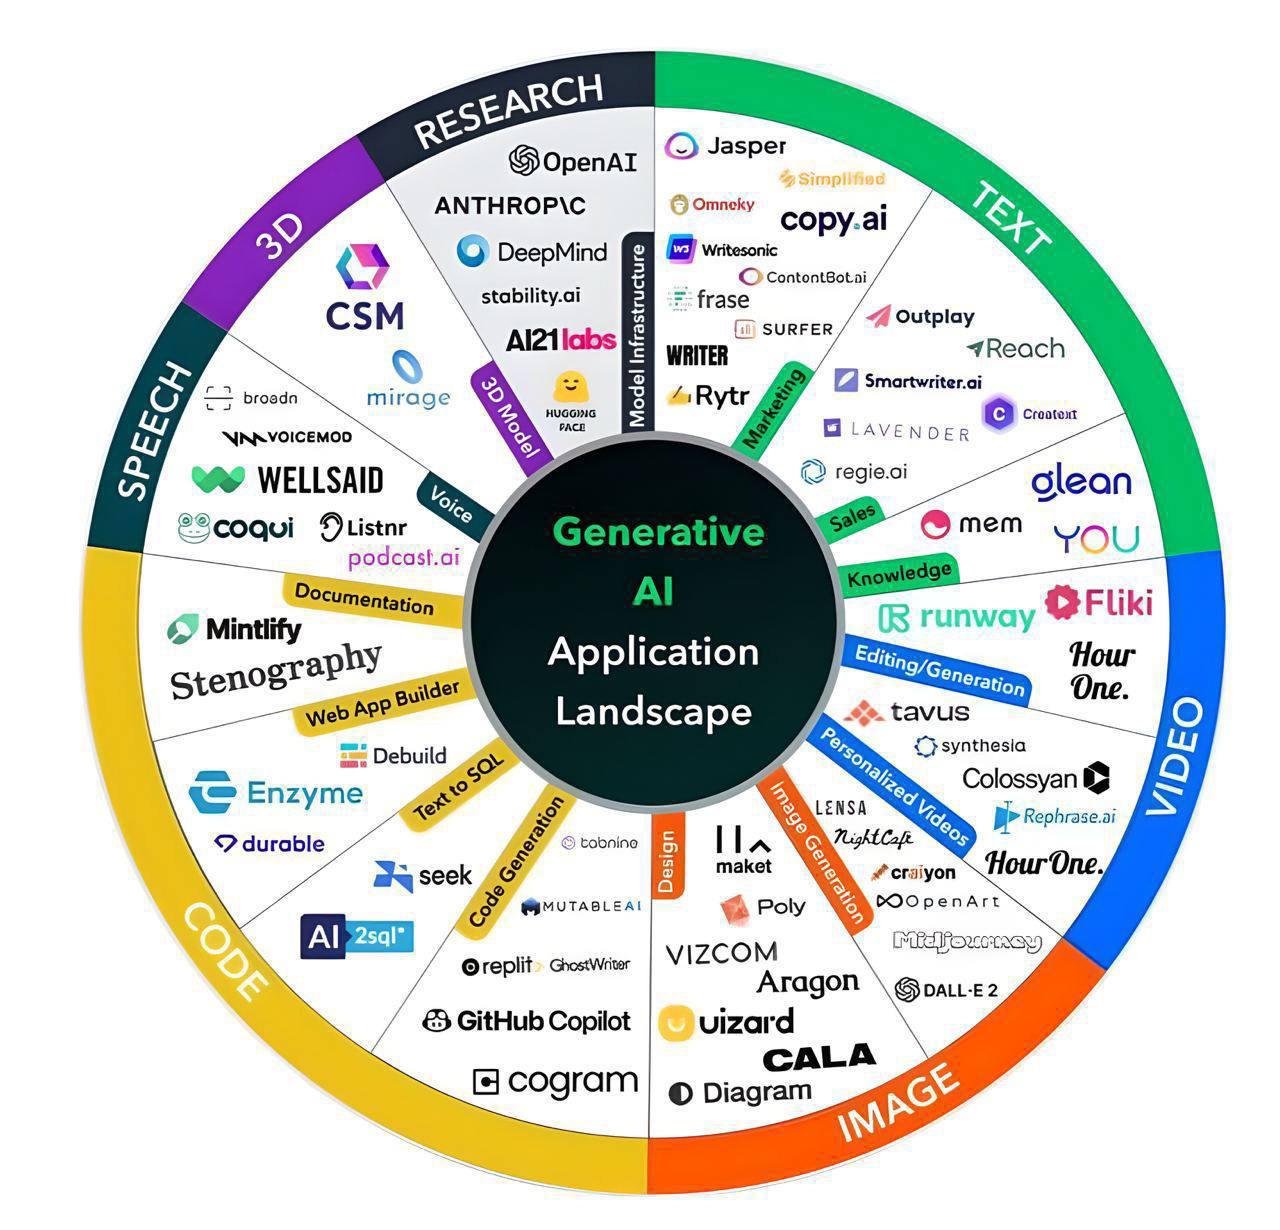 RESEARCH
OpenAI
ANTHROP\C
DeepMind
stability.ai
AI21labs
HUGGING
FACE
Model Infrastructure
TEXT
Jasper
Simplified
Omneky
copy.ai
Writesonic
ContentBot.ai
frase
SURFER
WRITER
Rytr
Marketing
Outplay
Reach
Smartwriter.ai
Creatext
LAVENDER
regie.ai
Sales
glean
mem
YOU
Knowledge
VIDEO
runway
Fliki
Hour
One.
Editing/Generation
tavus
synthesia
Colossyan
Rephrase.ai
HourOne.
Personalized Videos
IMAGE
LENSA
NightCafe
craiyon
OpenArt
Midjourney
DALL·E 2
Image Generation
maket
Poly
VIZCOM
Aragon
uizard
CALA
Diagram
Design
CODE
tabnine
MUTABLEAI
replit
GhostWriter
GitHub Copilot
cogram
Code Generation
seek
AI 2sql
Text to SQL
Debuild
Enzyme
durable
Web App Builder
Mintlify
Stenography
Documentation
SPEECH
broadn
VOICEMOD
WELLSAID
coqui
Listnr
podcast.ai
Voice
3D
CSM
mirage
3D Model
Generative
AI
Application
Landscape